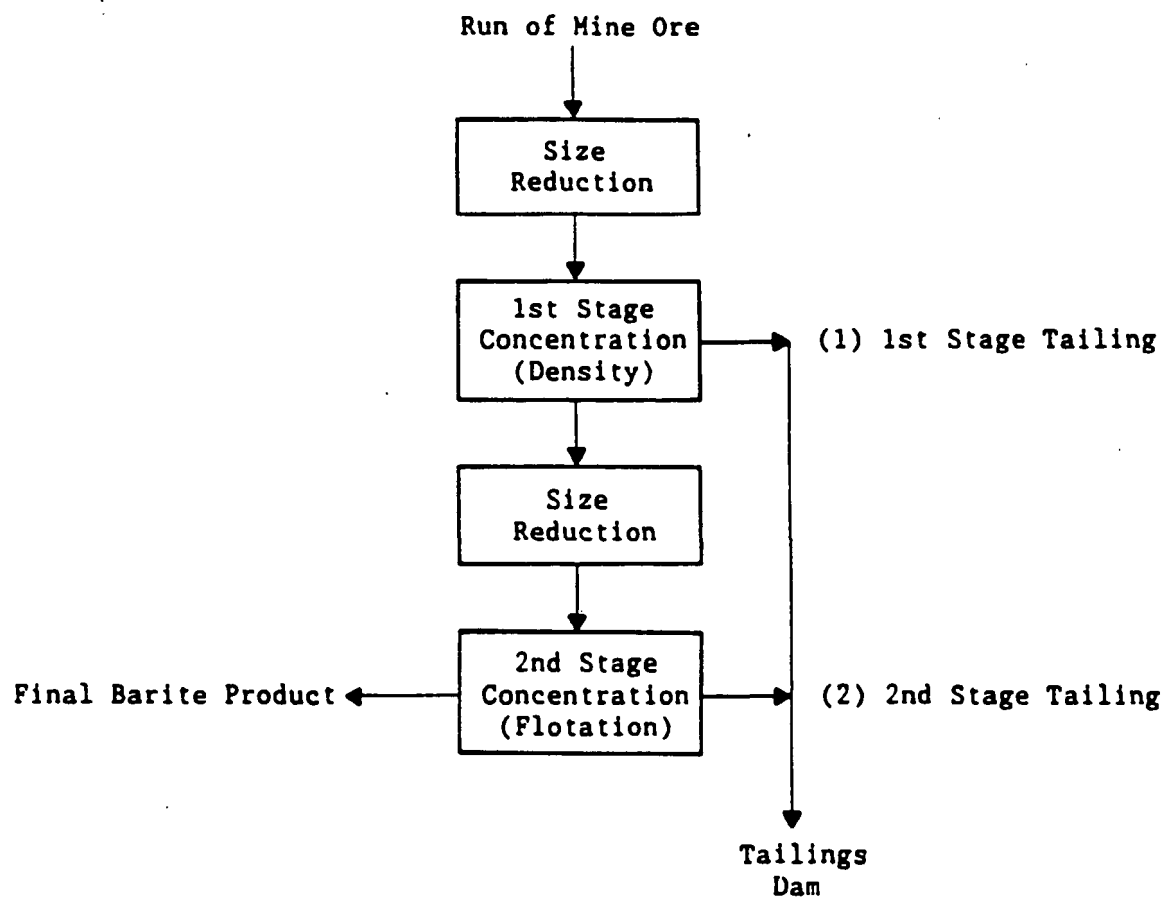 Run of Mine Ore
Size
Reduction
1st Stage
Concentration
(Density)
(1) 1st Stage Tailing
Size
Reduction
2nd Stage
Concentration
(Flotation)
Final Barite Product
(2) 2nd Stage Tailing
Tailings
Dam